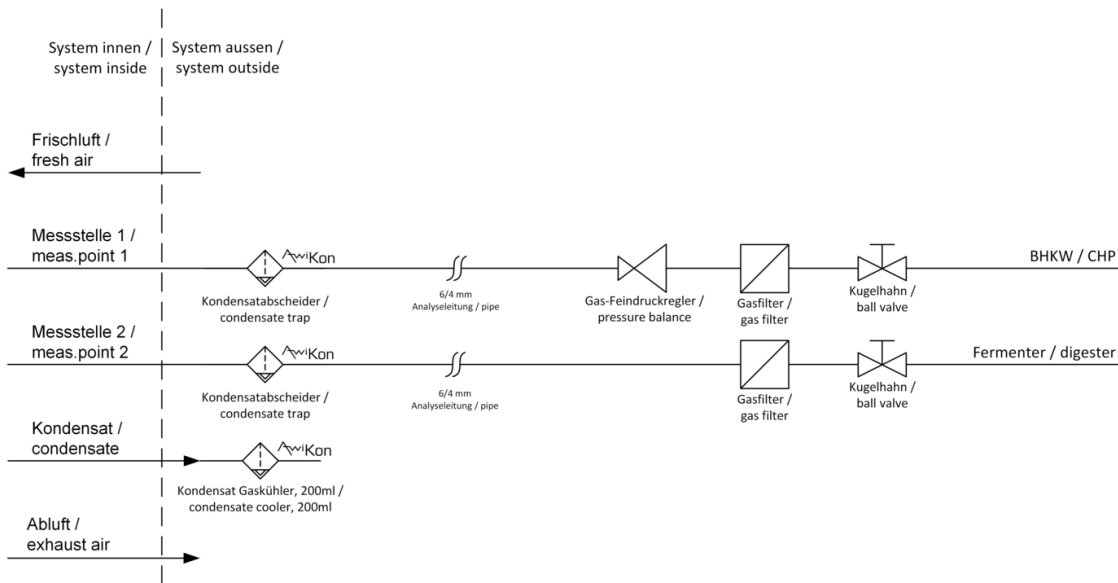 System innen /
system inside
System aussen /
system outside
Frischluft /
fresh air
Messstelle 1 /
meas.point 1
AwiKon
Kondensatabscheider /
condensate trap
6/4 mm
Analyseleitung / pipe
Gas-Feindruckregler /
pressure balance
Gasfilter /
gas filter
Kugelhahn /
ball valve
BHKW / CHP
Messstelle 2 /
meas.point 2
AwiKon
Kondensatabscheider /
condensate trap
6/4 mm
Analyseleitung / pipe
Gasfilter /
gas filter
Kugelhahn /
ball valve
Fermenter / digester
Kondensat /
condensate
AwiKon
Kondensat Gaskühler, 200ml /
condensate cooler, 200ml
Abluft /
exhaust air